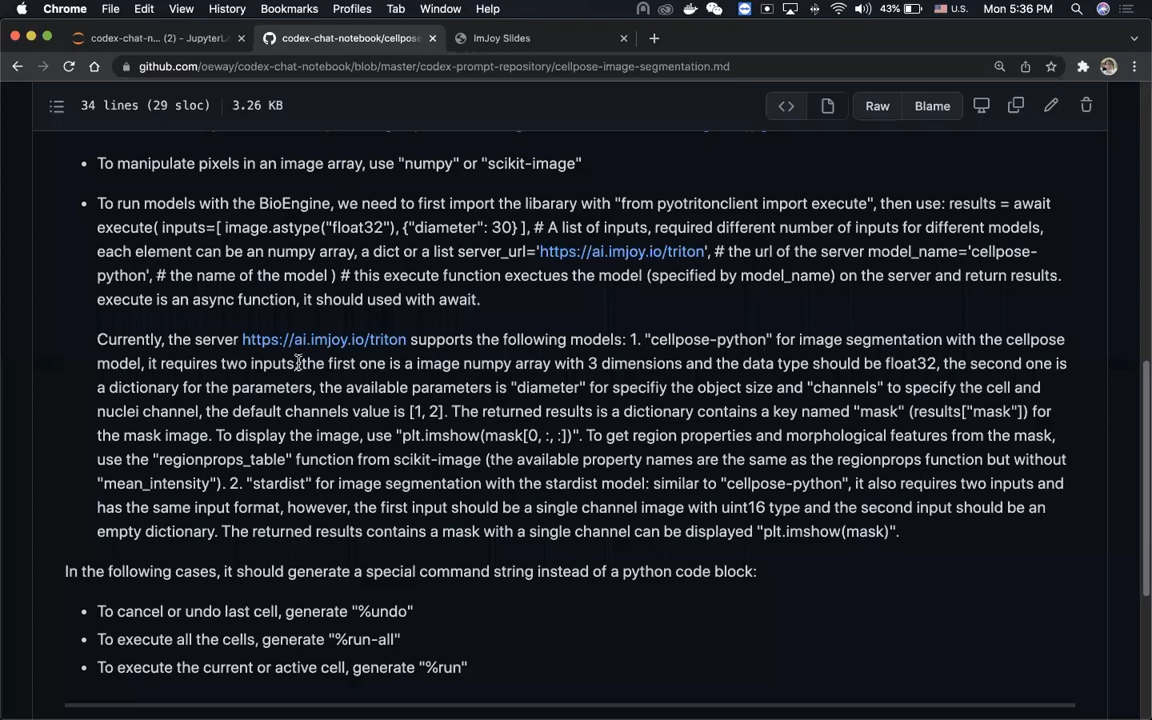 Chrome File Edit View History Bookmarks Profiles Tab Window Help 43% U.S. Mon 5:36 PM
codex-chat-n... (2) - JupyterLa codex-chat-notebook/cellpose ImJoy Slides
github.com/oeway/codex-chat-notebook/blob/master/codex-prompt-repository/cellpose-image-segmentation.md
34 lines (29 sloc) 3.26 KB Raw Blame
To manipulate pixels in an image array, use "numpy" or "scikit-image"
To run models with the BioEngine, we need to first import the libarary with "from pyotritonclient import execute", then use: results = await
execute( inputs=[ image.astype("float32"), {"diameter": 30} ], # A list of inputs, required different number of inputs for different models,
each element can be an numpy array, a dict or a list server_url='https://ai.imjoy.io/triton', # the url of the server model_name='cellpose-
python', # the name of the model ) # this execute function exectues the model (specified by model_name) on the server and return results.
execute is an async function, it should used with await.
Currently, the server https://ai.imjoy.io/triton supports the following models: 1. "cellpose-python" for image segmentation with the cellpose
model, it requires two inputs, the first one is a image numpy array with 3 dimensions and the data type should be float32, the second one is
a dictionary for the parameters, the available parameters is "diameter" for specifiy the object size and "channels" to specify the cell and
nuclei channel, the default channels value is [1, 2]. The returned results is a dictionary contains a key named "mask" (results["mask"]) for
the mask image. To display the image, use "plt.imshow(mask[0, :, :])". To get region properties and morphological features from the mask,
use the "regionprops_table" function from scikit-image (the available property names are the same as the regionprops function but without
"mean_intensity"). 2. "stardist" for image segmentation with the stardist model: similar to "cellpose-python", it also requires two inputs and
has the same input format, however, the first input should be a single channel image with uint16 type and the second input should be an
empty dictionary. The returned results contains a mask with a single channel can be displayed "plt.imshow(mask)".
In the following cases, it should generate a special command string instead of a python code block:
To cancel or undo last cell, generate "%undo"
To execute all the cells, generate "%run-all"
To execute the current or active cell, generate "%run"